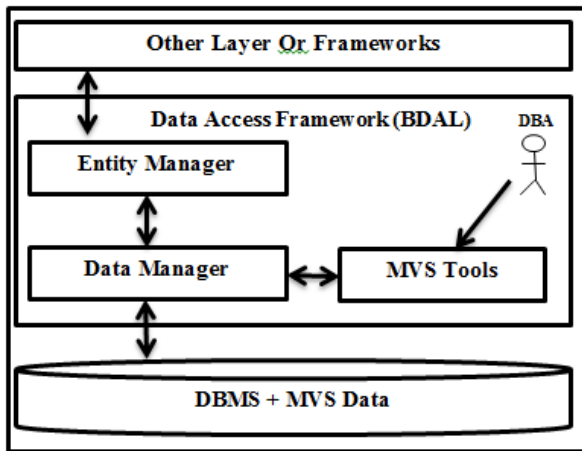 Other Layer Or Frameworks
Data Access Framework (BDAL)
DBA
Entity Manager
Data Manager
MVS Tools
DBMS + MVS Data